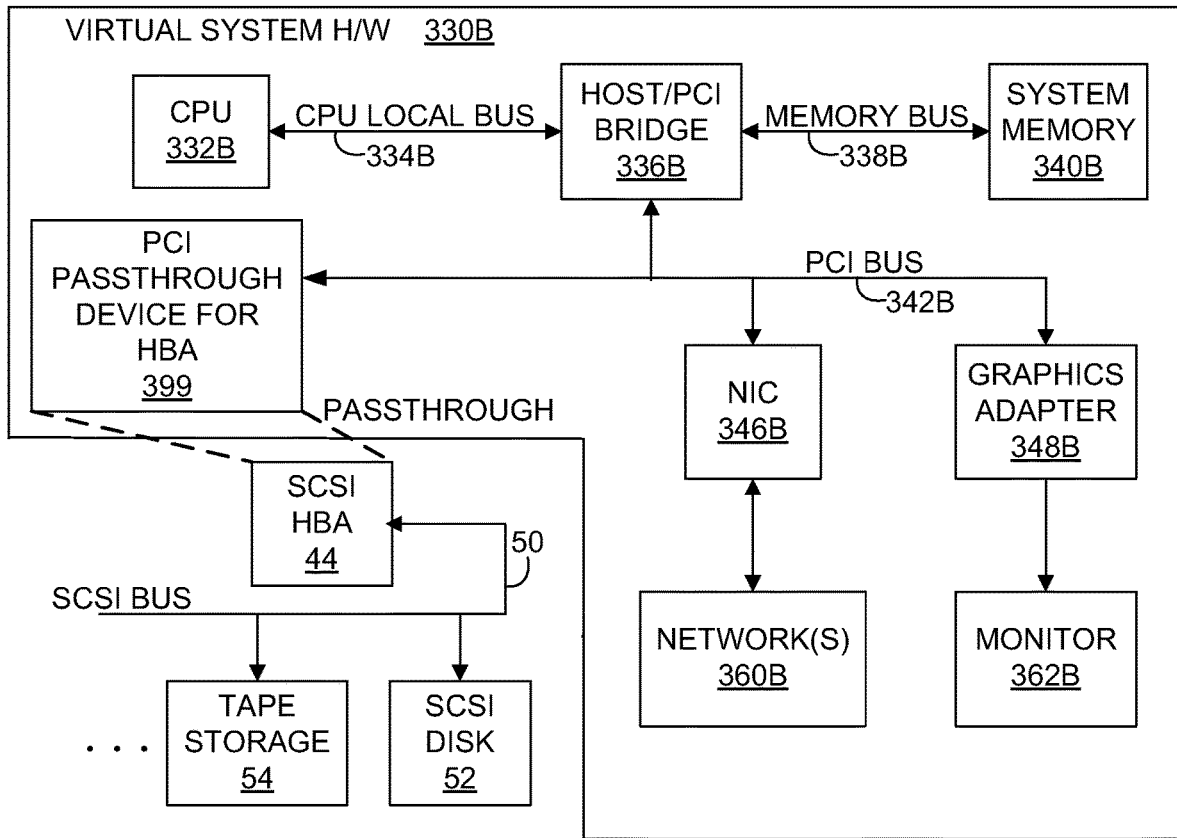 VIRTUAL SYSTEM H/W 330B
CPU
332B
CPU LOCAL BUS
334B
HOST/PCI
BRIDGE
336B
MEMORY BUS
338B
SYSTEM
MEMORY
340B
PCI
PASSTHROUGH
DEVICE FOR
HBA
399
PCI BUS
342B
NIC
346B
GRAPHICS
ADAPTER
348B
PASSTHROUGH
SCSI
HBA
44
50
SCSI BUS
NETWORK(S)
360B
MONITOR
362B
. . .
TAPE
STORAGE
54
SCSI
DISK
52